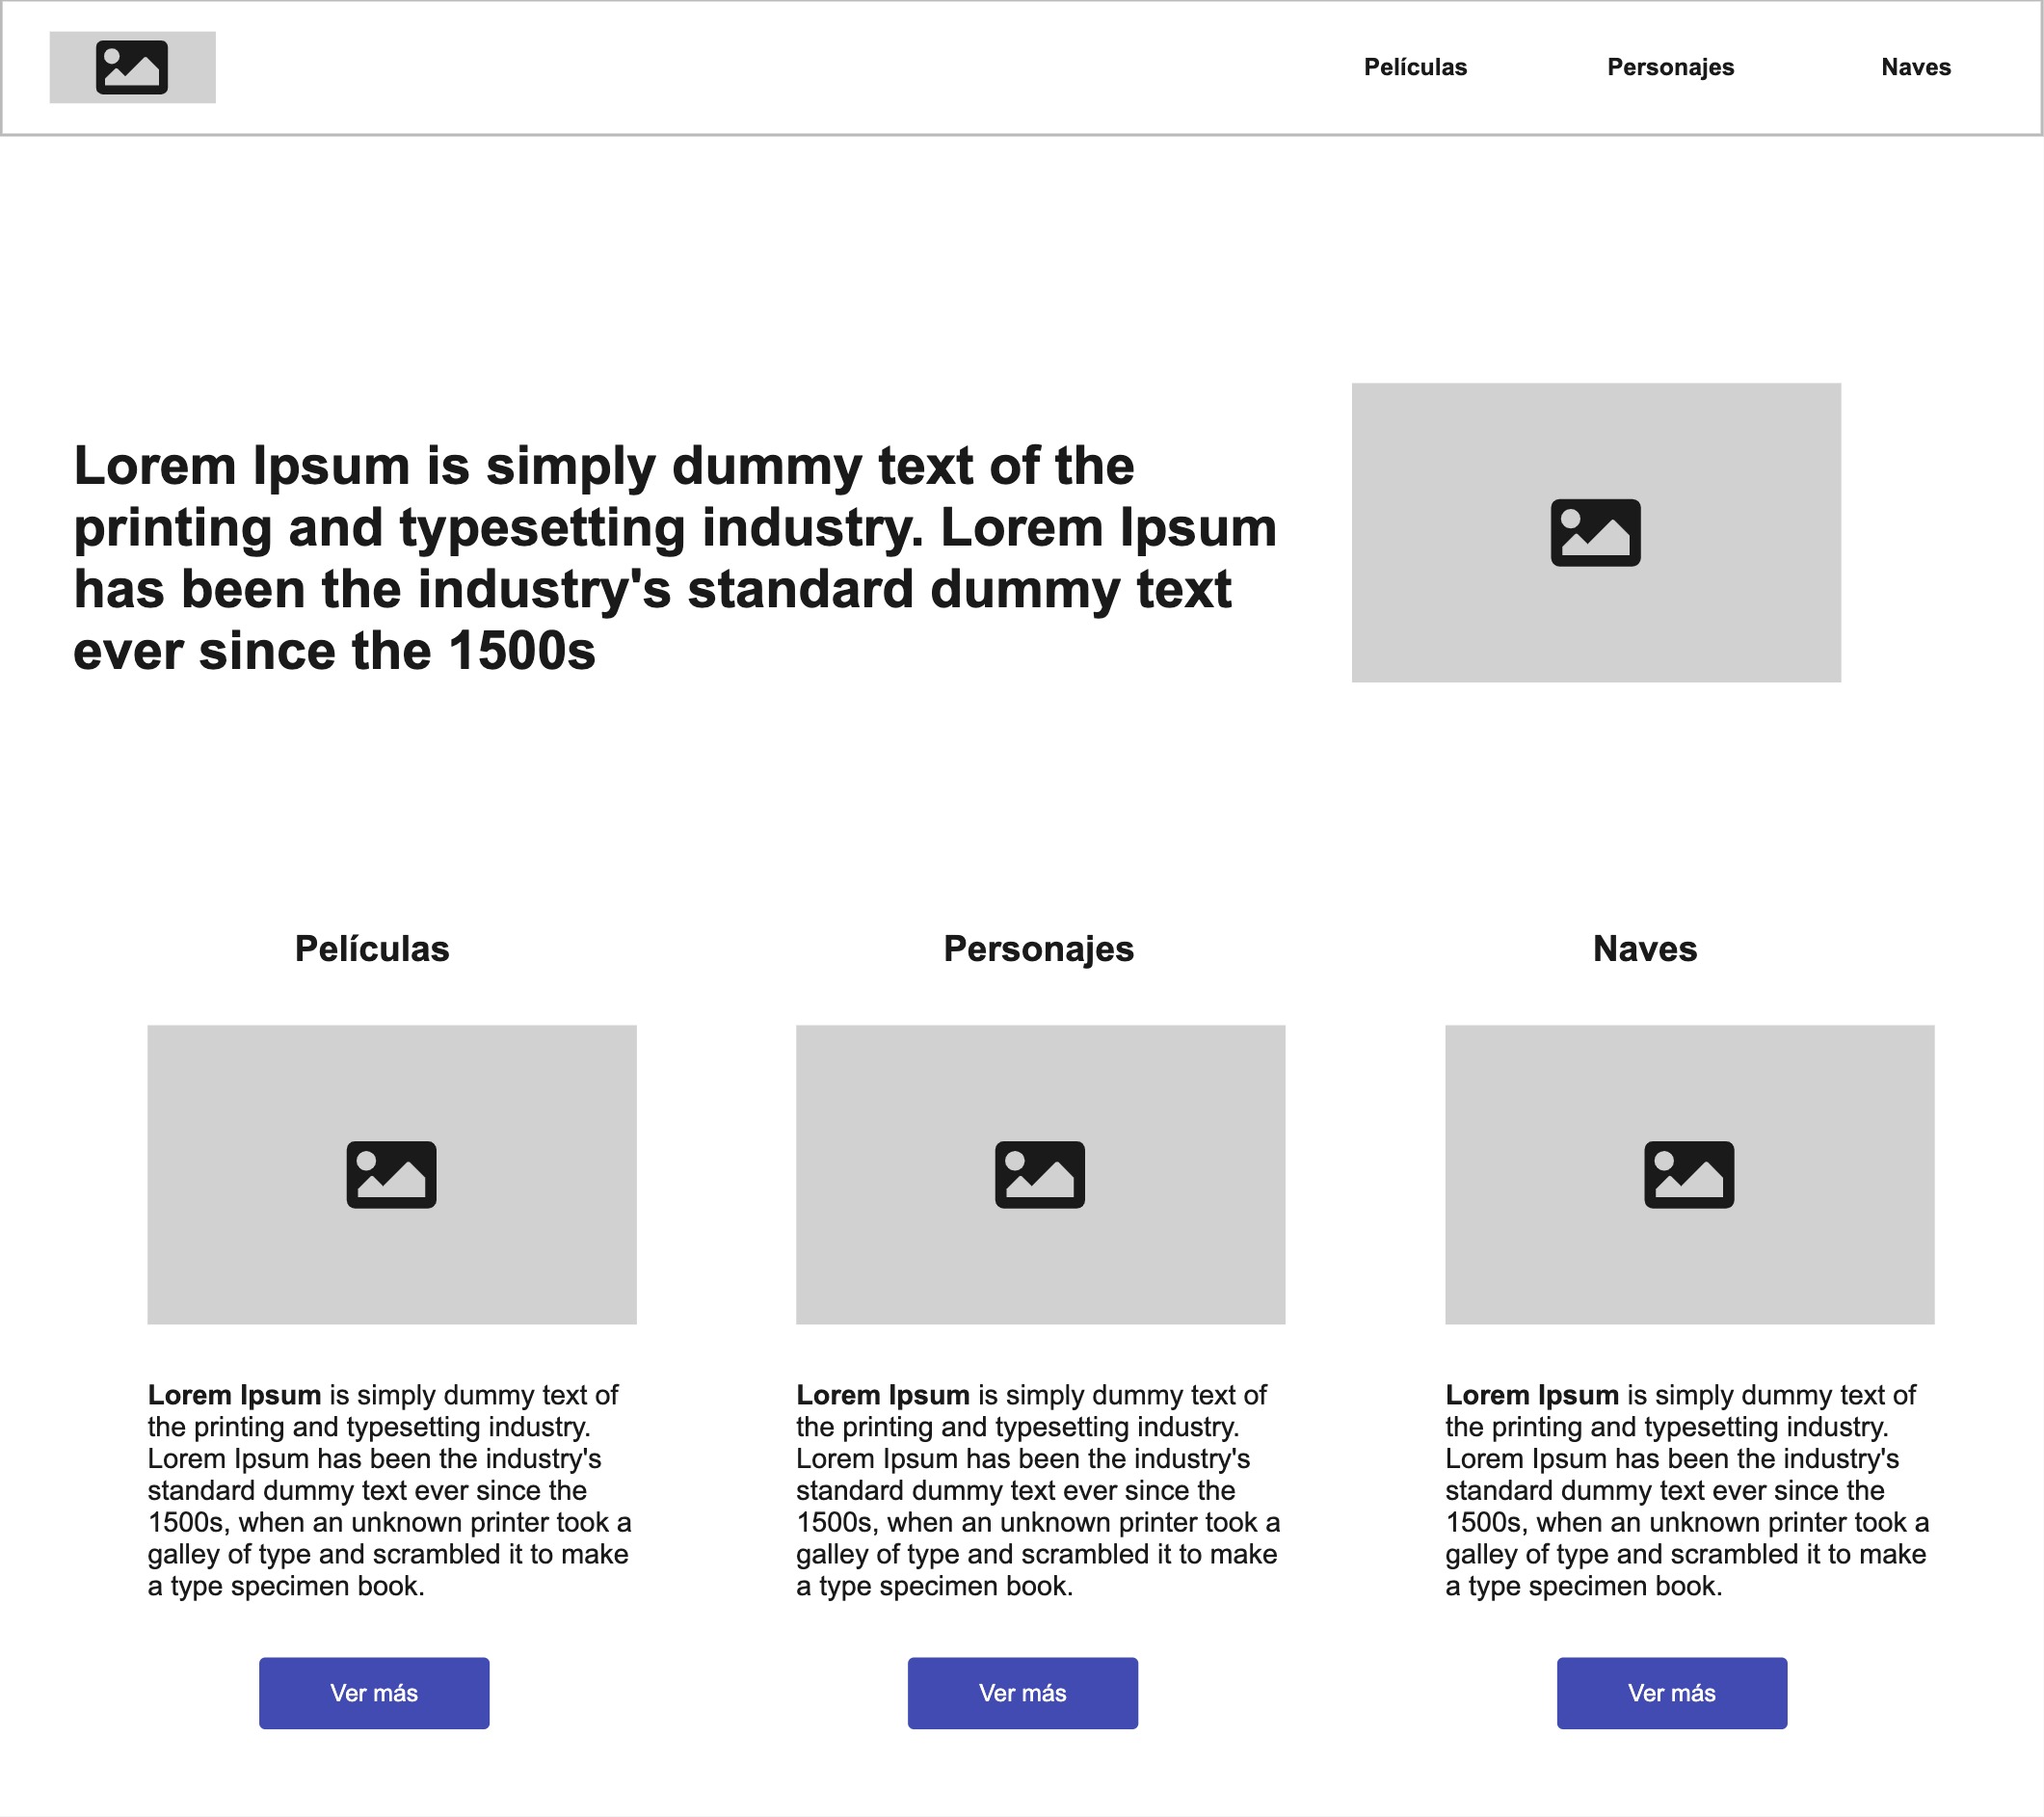 Películas Personajes Naves
Lorem Ipsum is simply dummy text of the
printing and typesetting industry. Lorem Ipsum
has been the industry's standard dummy text
ever since the 1500s
Películas
Lorem Ipsum is simply dummy text of
the printing and typesetting industry.
Lorem Ipsum has been the industry's
standard dummy text ever since the
1500s, when an unknown printer took a
galley of type and scrambled it to make
a type specimen book.
Ver más
Personajes
Lorem Ipsum is simply dummy text of
the printing and typesetting industry.
Lorem Ipsum has been the industry's
standard dummy text ever since the
1500s, when an unknown printer took a
galley of type and scrambled it to make
a type specimen book.
Ver más
Naves
Lorem Ipsum is simply dummy text of
the printing and typesetting industry.
Lorem Ipsum has been the industry's
standard dummy text ever since the
1500s, when an unknown printer took a
galley of type and scrambled it to make
a type specimen book.
Ver más